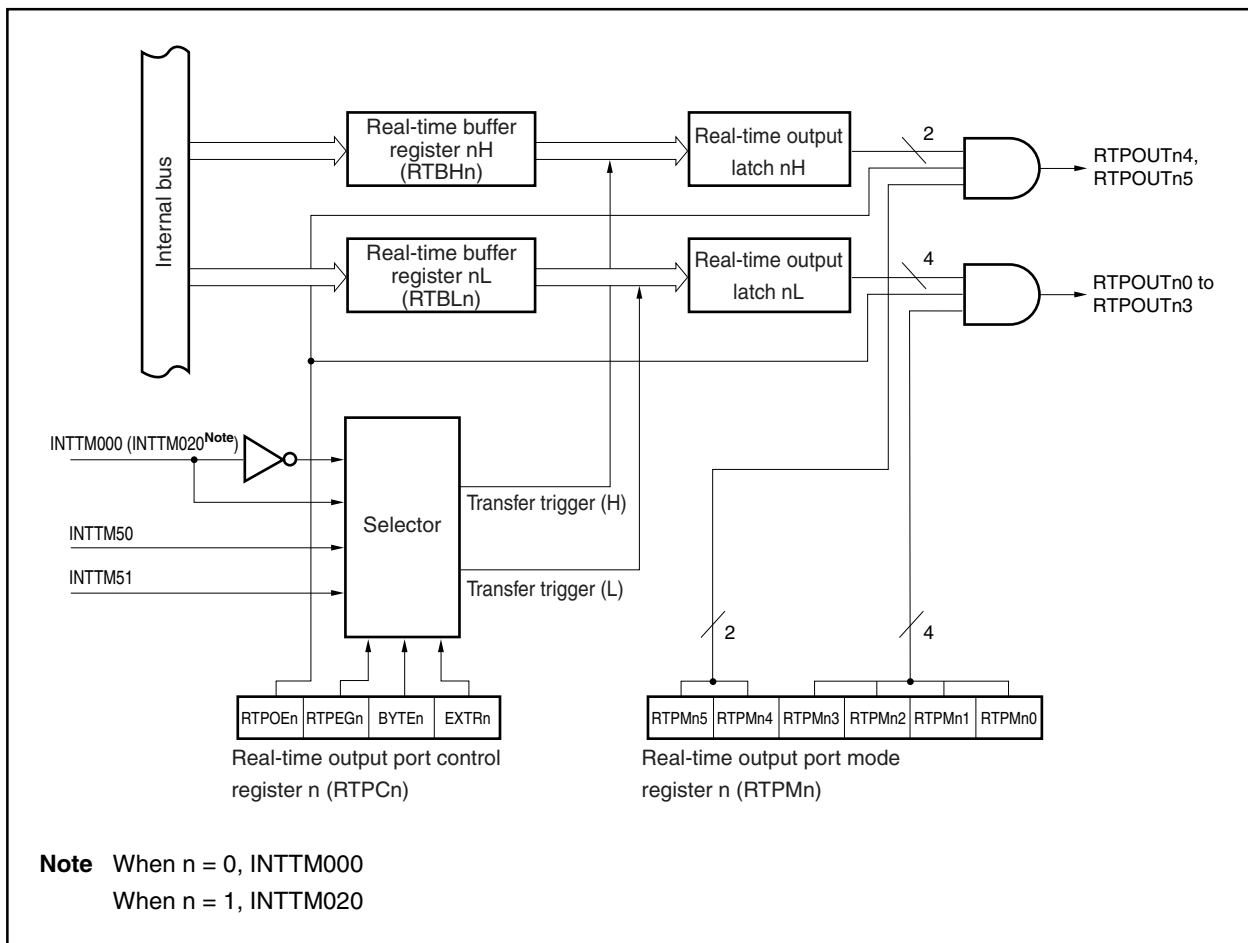 Internal bus
Real-time buffer
register nH
(RTBHn)
Real-time output
latch nH
2
RTPOUTn4,
RTPOUTn5
Real-time buffer
register nL
(RTBLn)
Real-time output
latch nL
4
RTPOUTn0 to
RTPOUTn3
INTTM000 (INTTM020Note)
INTTM50
INTTM51
Selector
Transfer trigger (H)
Transfer trigger (L)
2
4
RTPOEn RTPEGn BYTEn EXTRn
Real-time output port control
register n (RTPCn)
RTPMn5 RTPMn4 RTPMn3 RTPMn2 RTPMn1 RTPMn0
Real-time output port mode
register n (RTPMn)
Note When n = 0, INTTM000
When n = 1, INTTM020